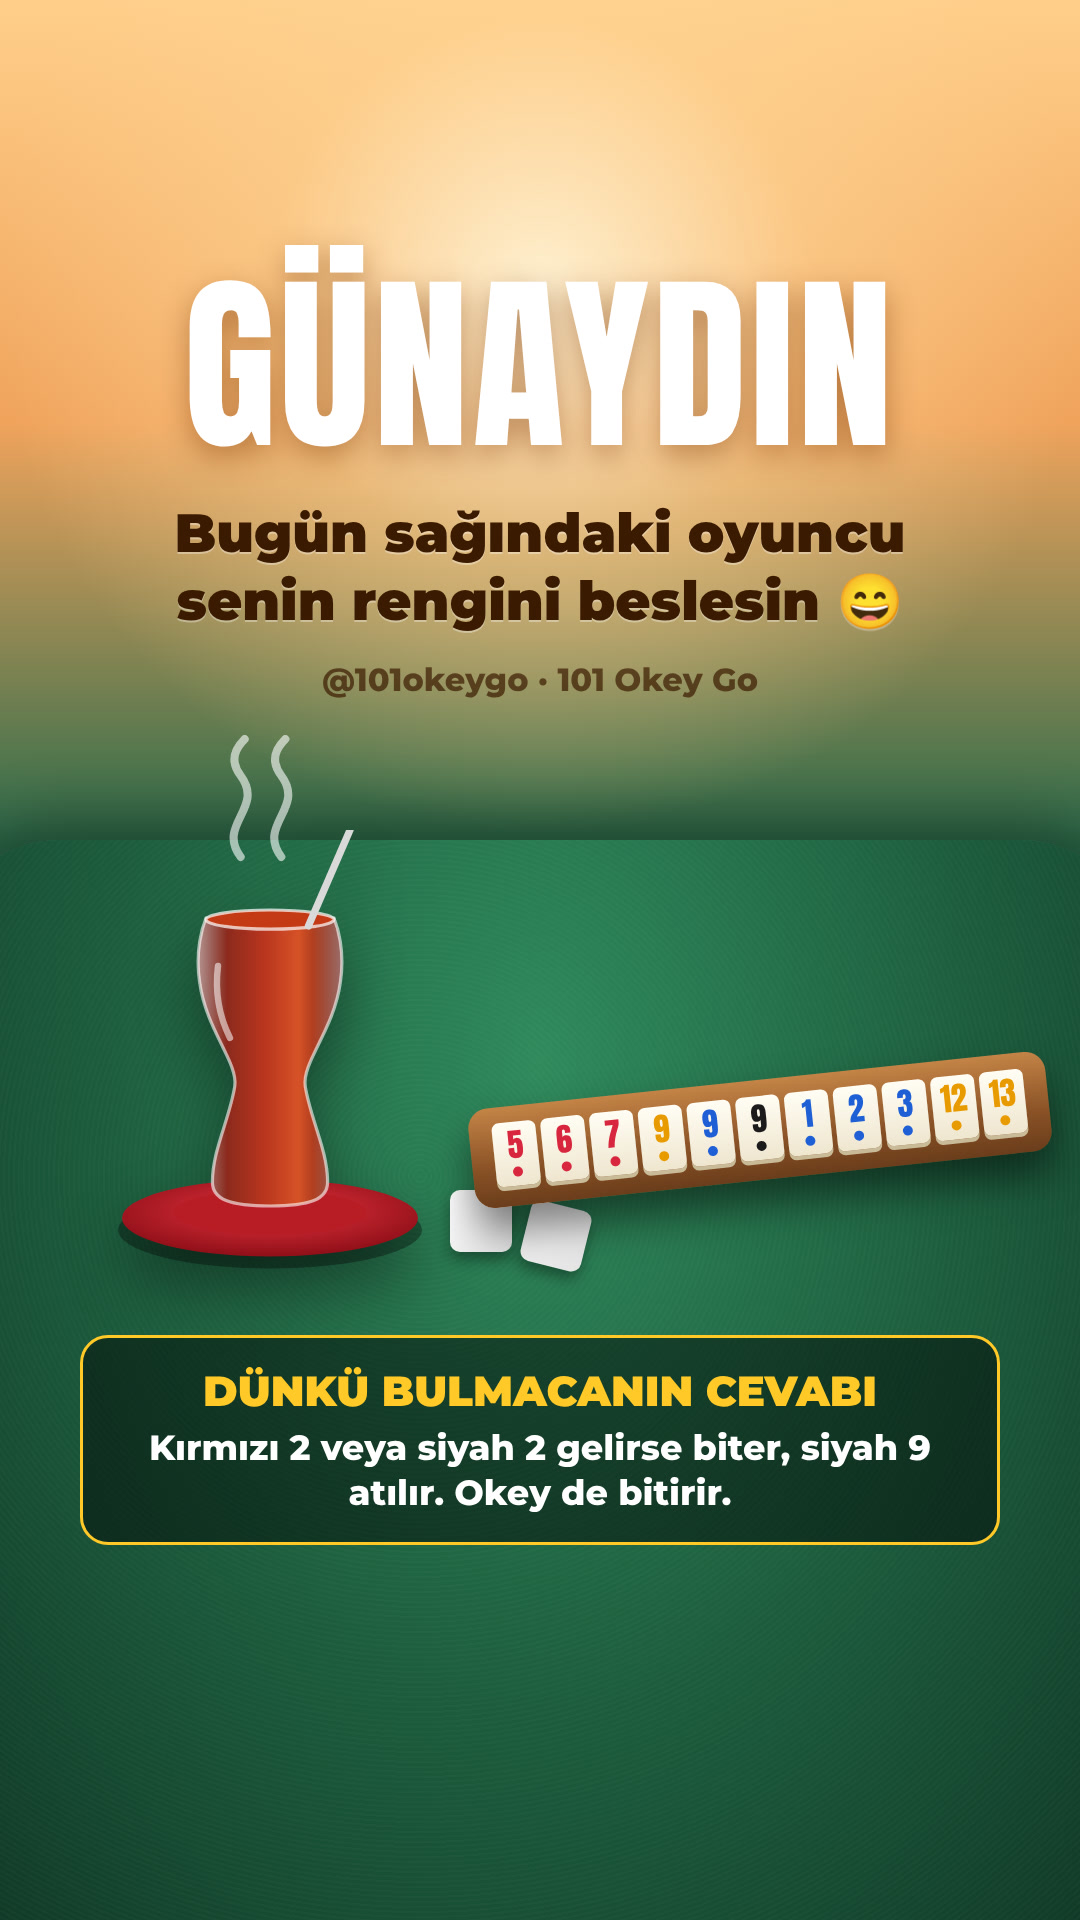 GÜNAYDIN
Bugün sağındaki oyuncu
senin rengini beslesin 😄
@101okeygo · 101 Okey Go
5 6 7 9 9 9 1 2 3 12 13
DÜNKÜ BULMACANIN CEVABI
Kırmızı 2 veya siyah 2 gelirse biter, siyah 9
atılır. Okey de bitirir.